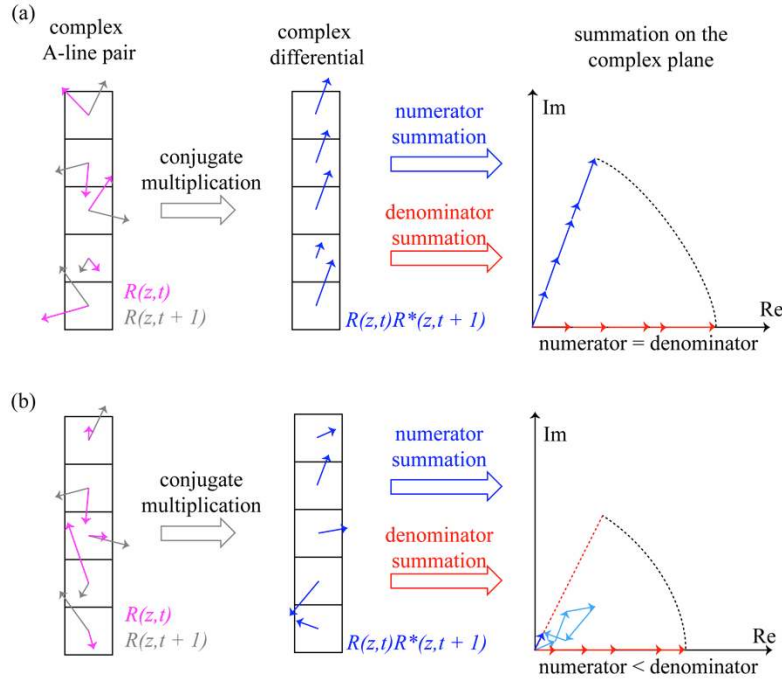 (a)
complex
A-line pair
complex
differential
summation on the
complex plane
conjugate
multiplication
numerator
summation
denominator
summation
Im
Re
R(z,t)
R(z,t + 1)
R(z,t)R*(z,t + 1)
numerator = denominator
(b)
conjugate
multiplication
numerator
summation
denominator
summation
Im
Re
R(z,t)
R(z,t + 1)
R(z,t)R*(z,t + 1)
numerator < denominator